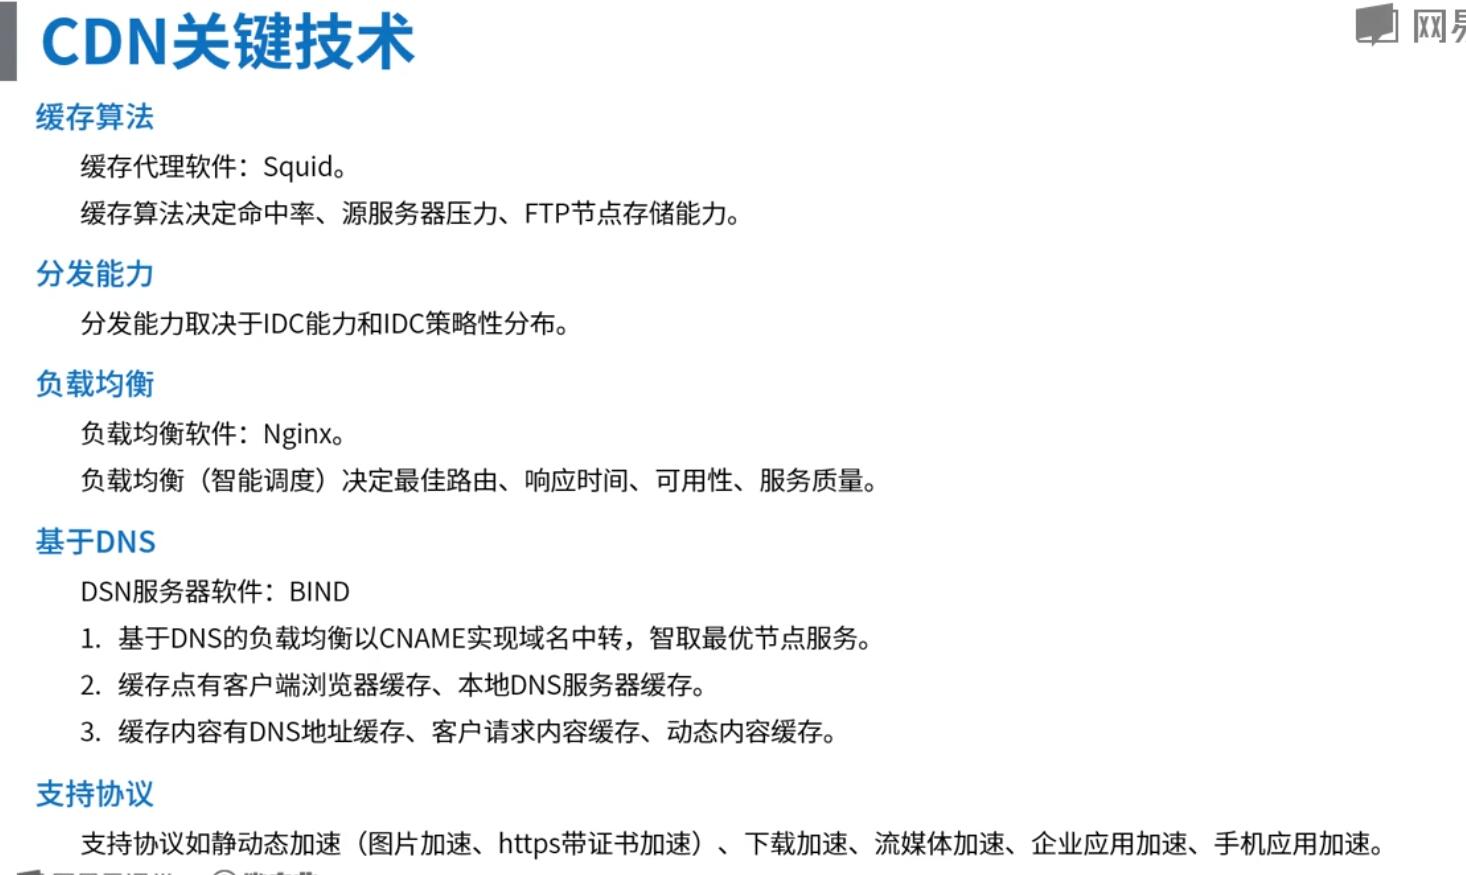 CDN关键技术
网易
缓存算法
缓存代理软件：Squid。
缓存算法决定命中率、源服务器压力、FTP节点存储能力。
分发能力
分发能力取决于IDC能力和IDC策略性分布。
负载均衡
负载均衡软件：Nginx。
负载均衡（智能调度）决定最佳路由、响应时间、可用性、服务质量。
基于DNS
DSN服务器软件：BIND
1. 基于DNS的负载均衡以CNAME实现域名中转，智取最优节点服务。
2. 缓存点有客户端浏览器缓存、本地DNS服务器缓存。
3. 缓存内容有DNS地址缓存、客户请求内容缓存、动态内容缓存。
支持协议
支持协议如静动态加速（图片加速、https带证书加速）、下载加速、流媒体加速、企业应用加速、手机应用加速。